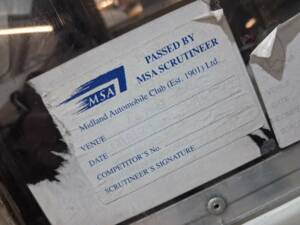 PASSED BY
MSA SCRUTINEER
MSA
Midland Automobile Club (Est. 1901) Ltd.
VENUE
DATE
COMPETITOR'S No.
SCRUTINEER'S SIGNATURE